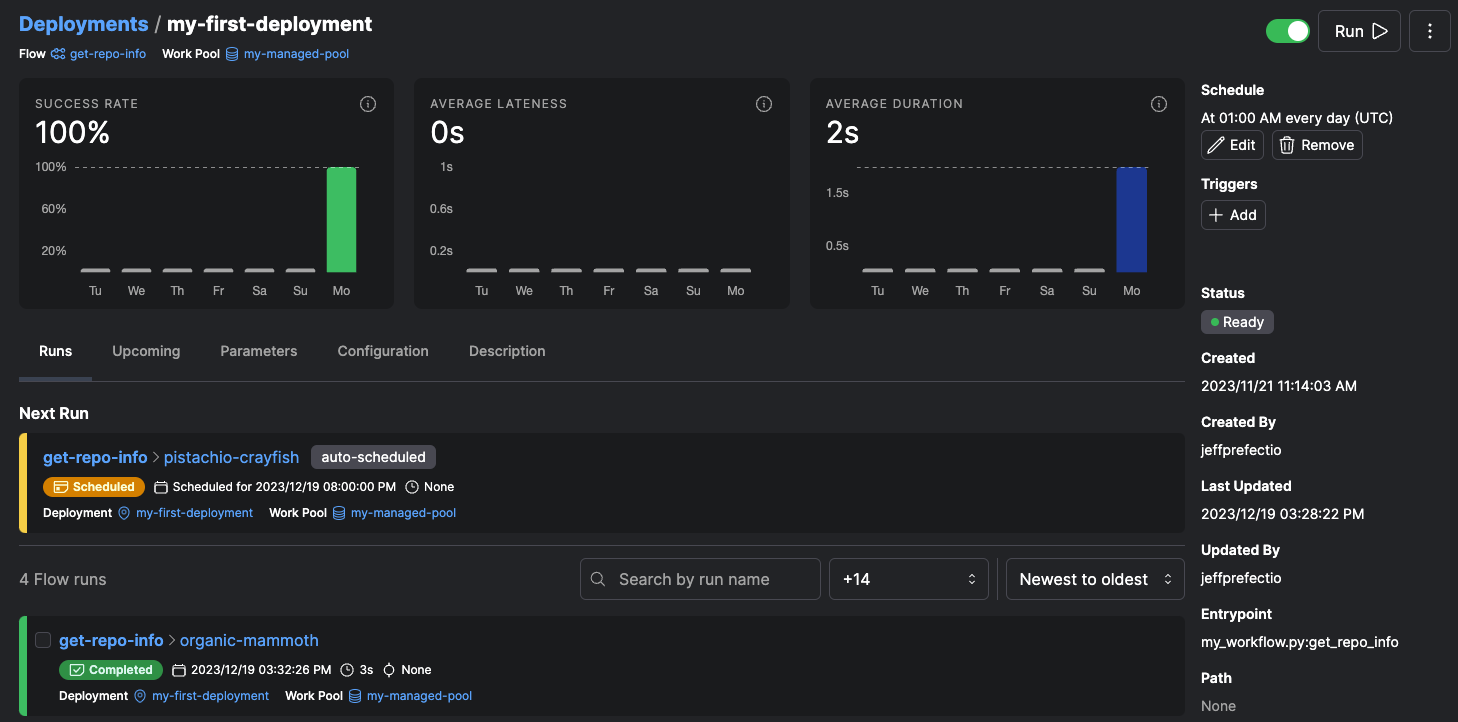 Deployments / my-first-deployment
Flow get-repo-info Work Pool my-managed-pool
Run
SUCCESS RATE
100%
100%
60%
20%
Tu We Th Fr Sa Su Mo
AVERAGE LATENESS
0s
1s
0.6s
0.2s
Tu We Th Fr Sa Su Mo
AVERAGE DURATION
2s
1.5s
0.5s
Tu We Th Fr Sa Su Mo
Runs Upcoming Parameters Configuration Description
Next Run
get-repo-info > pistachio-crayfish auto-scheduled
Scheduled Scheduled for 2023/12/19 08:00:00 PM None
Deployment my-first-deployment Work Pool my-managed-pool
4 Flow runs Search by run name +14 Newest to oldest
get-repo-info > organic-mammoth
Completed 2023/12/19 03:32:26 PM 3s None
Deployment my-first-deployment Work Pool my-managed-pool
Schedule
At 01:00 AM every day (UTC)
Edit Remove
Triggers
+ Add
Status
Ready
Created
2023/11/21 11:14:03 AM
Created By
jeffprefectio
Last Updated
2023/12/19 03:28:22 PM
Updated By
jeffprefectio
Entrypoint
my_workflow.py:get_repo_info
Path
None